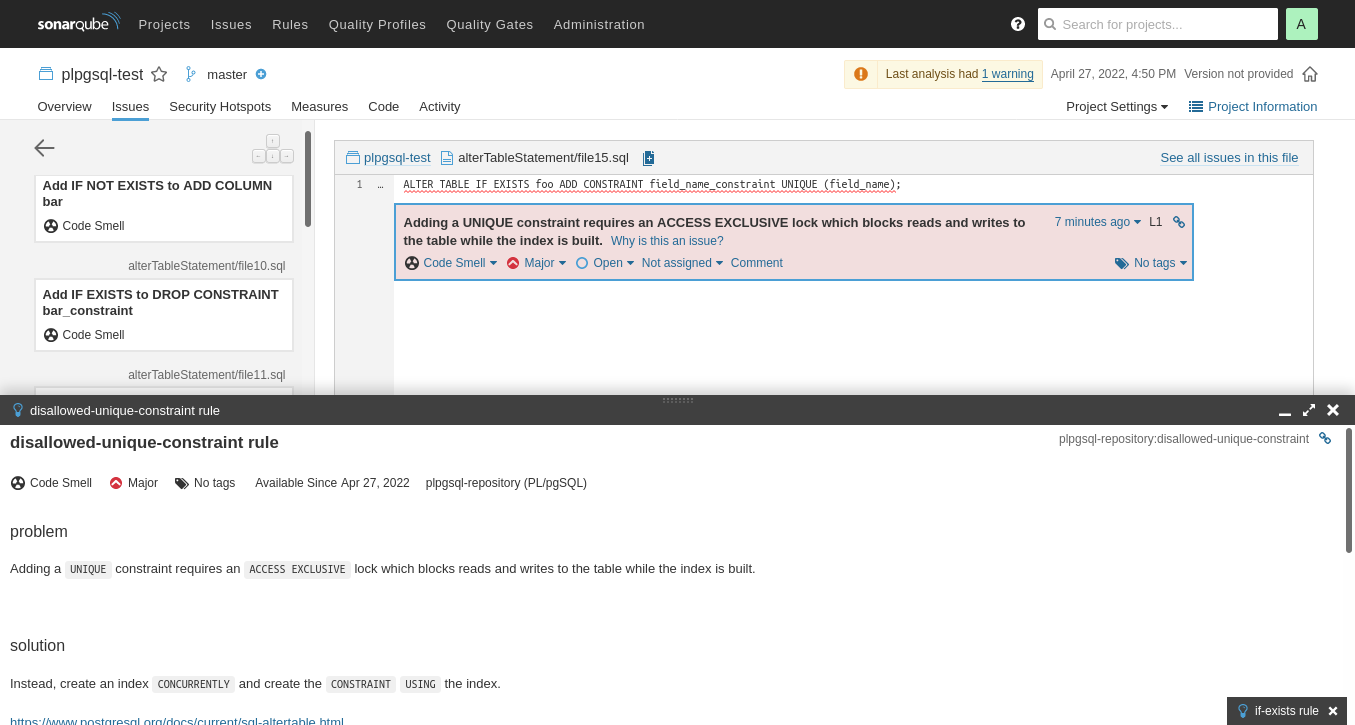 sonarqube Projects Issues Rules Quality Profiles Quality Gates Administration ? Search for projects... A
plpgsql-test master Last analysis had 1 warning April 27, 2022, 4:50 PM Version not provided
Overview Issues Security Hotspots Measures Code Activity Project Settings Project Information
Add IF NOT EXISTS to ADD COLUMN
bar
Code Smell
alterTableStatement/file10.sql
Add IF EXISTS to DROP CONSTRAINT
bar_constraint
Code Smell
alterTableStatement/file11.sql
plpgsql-test alterTableStatement/file15.sql See all issues in this file
1 … ALTER TABLE IF EXISTS foo ADD CONSTRAINT field_name_constraint UNIQUE (field_name);
Adding a UNIQUE constraint requires an ACCESS EXCLUSIVE lock which blocks reads and writes to 7 minutes ago L1
the table while the index is built. Why is this an issue?
Code Smell Major Open Not assigned Comment No tags
disallowed-unique-constraint rule
disallowed-unique-constraint rule plpgsql-repository:disallowed-unique-constraint
Code Smell Major No tags Available Since Apr 27, 2022 plpgsql-repository (PL/pgSQL)
problem
Adding a UNIQUE constraint requires an ACCESS EXCLUSIVE lock which blocks reads and writes to the table while the index is built.
solution
Instead, create an index CONCURRENTLY and create the CONSTRAINT USING the index.
https://www.postgresql.org/docs/current/sql-altertable.html
if-exists rule